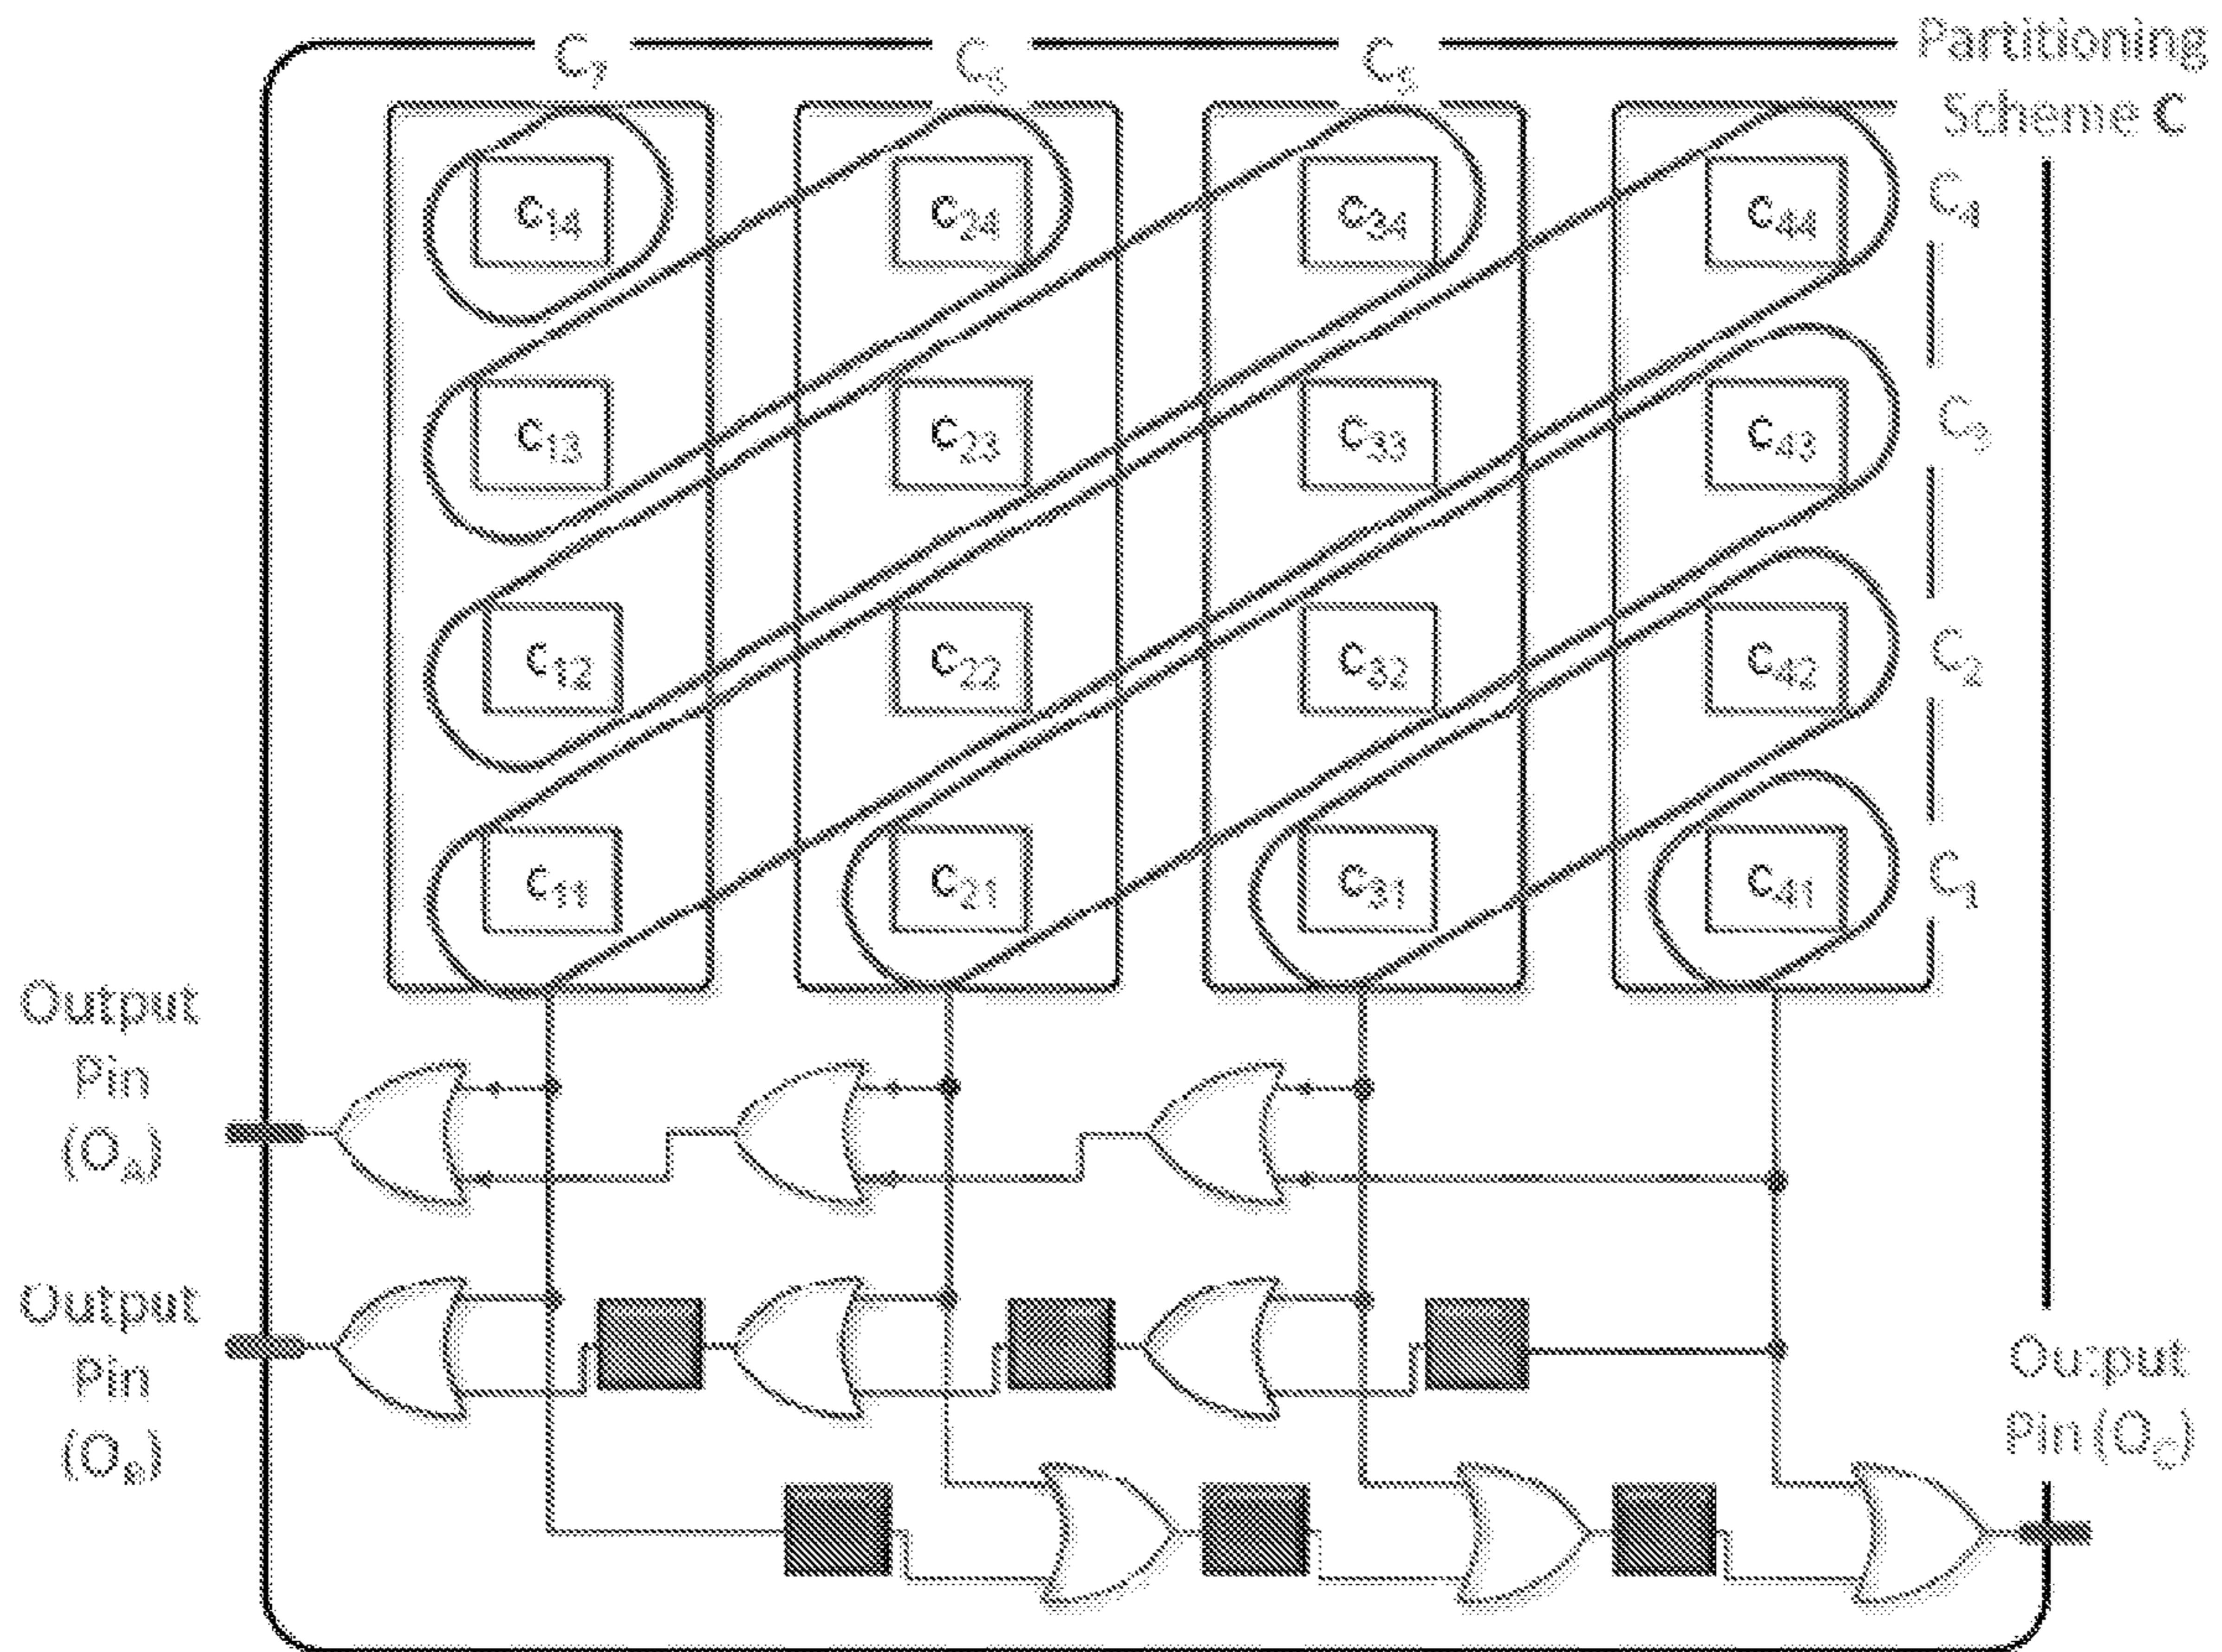 C7 C6 C5 Partitioning
Scheme C
c14 c24 c34 c44 C4
c13 c23 c33 c43 C3
c12 c22 c32 c42 C2
c11 c21 c31 c41 C1
Output
Pin
(OA)
Output
Pin
(OB)
Output
Pin (OC)